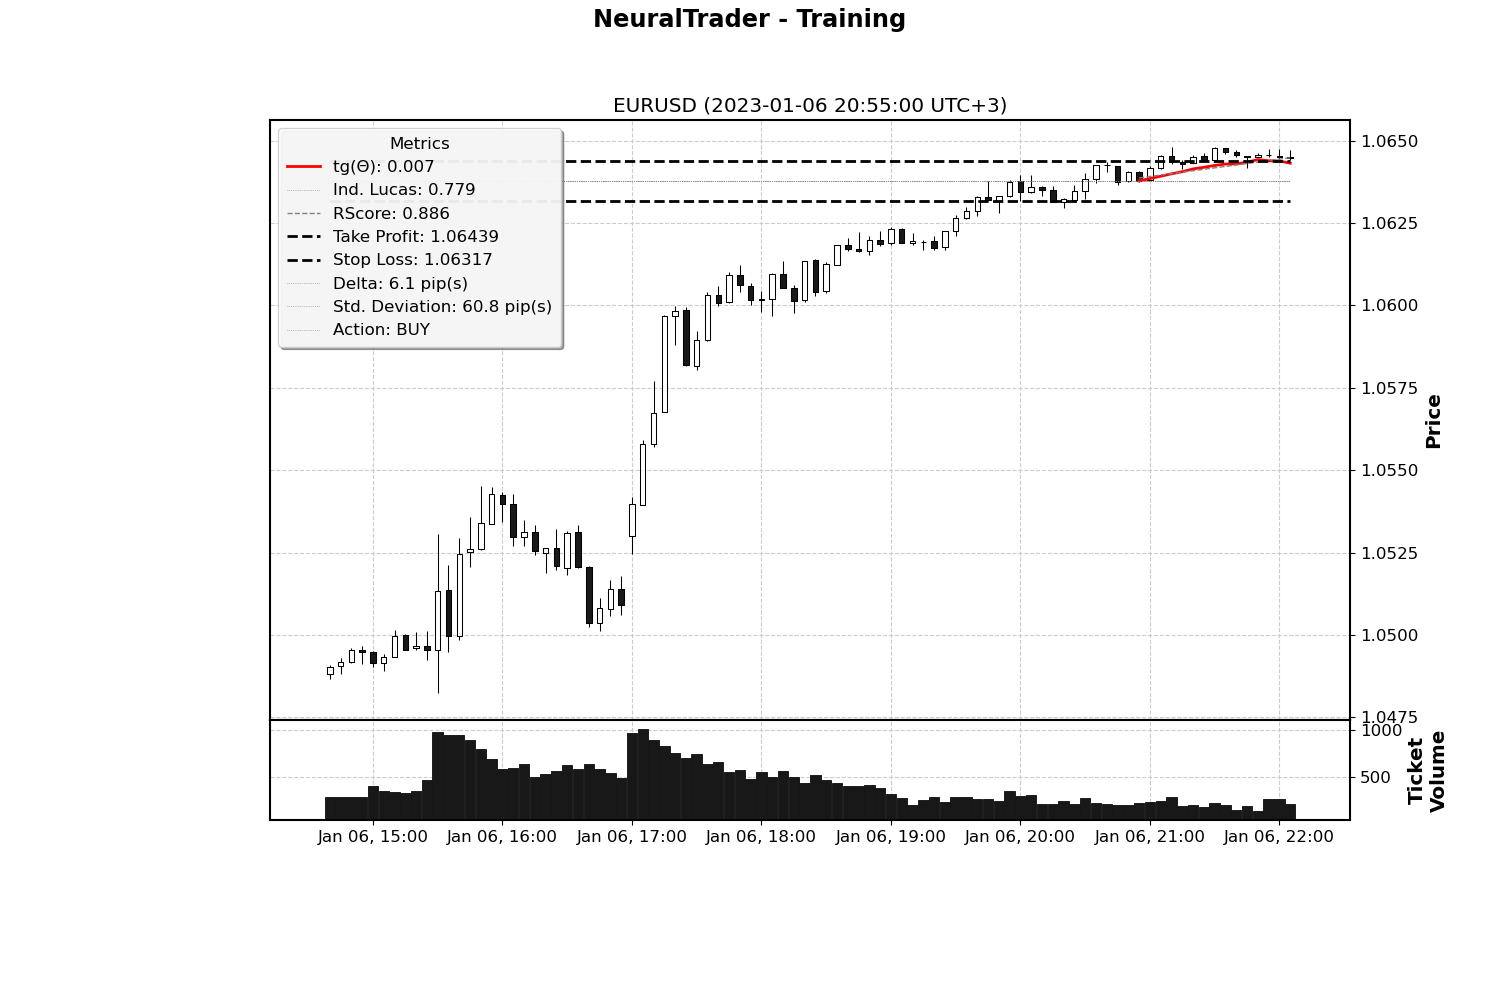 NeuralTrader - Training
EURUSD (2023-01-06 20:55:00 UTC+3)
Metrics
tg(Θ): 0.007
Ind. Lucas: 0.779
RScore: 0.886
Take Profit: 1.06439
Stop Loss: 1.06317
Delta: 6.1 pip(s)
Std. Deviation: 60.8 pip(s)
Action: BUY
1.0650
1.0625
1.0600
1.0575
1.0550
1.0525
1.0500
1.0475
Price
1000
500
Ticket
Volume
Jan 06, 15:00 Jan 06, 16:00 Jan 06, 17:00 Jan 06, 18:00 Jan 06, 19:00 Jan 06, 20:00 Jan 06, 21:00 Jan 06, 22:00